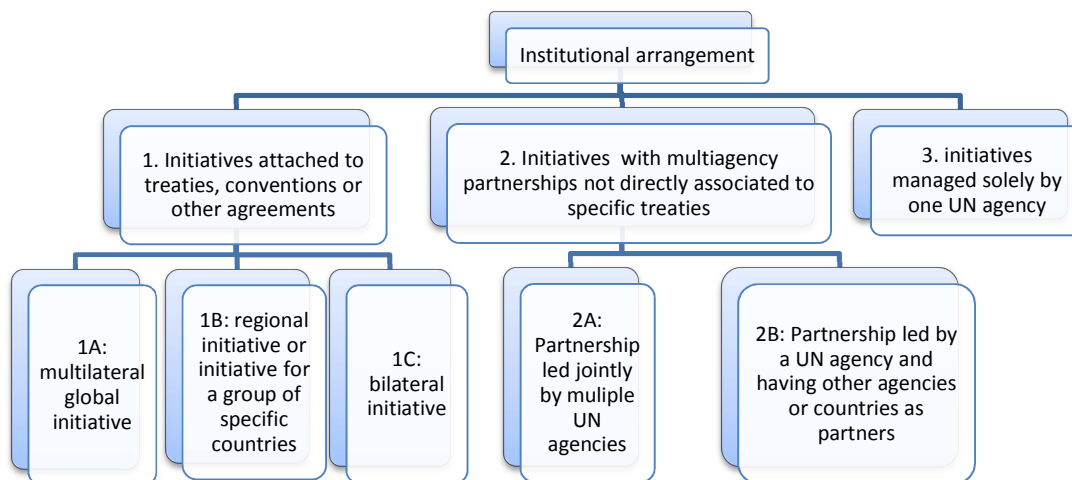 Institutional arrangement
1. Initiatives attached to
treaties, conventions or
other agreements
2. Initiatives with multiagency
partnerships not directly associated to
specific treaties
3. initiatives
managed solely by
one UN agency
1A:
multilateral
global
initiative
1B: regional
initiative or
initiative for
a group of
specific
countries
1C:
bilateral
initiative
2A:
Partnership
led jointly
by muliple
UN
agencies
2B: Partnership led by
a UN agency and
having other agencies
or countries as
partners